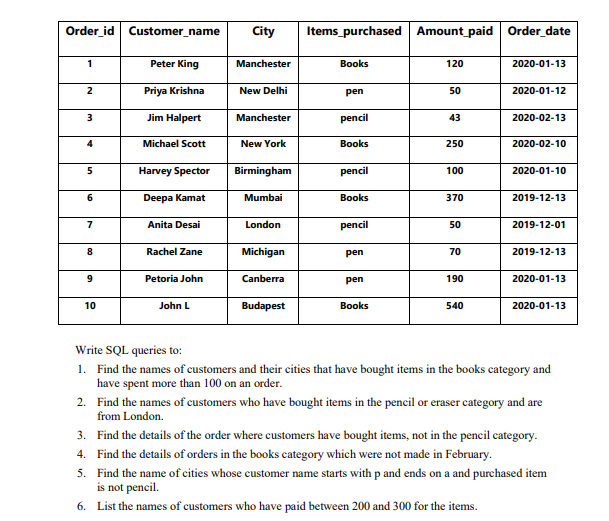 Order_id Customer_name City Items_purchased Amount_paid Order_date
1 Peter King Manchester Books 120 2020-01-13
2 Priya Krishna New Delhi pen 50 2020-01-12
3 Jim Halpert Manchester pencil 43 2020-02-13
4 Michael Scott New York Books 250 2020-02-10
5 Harvey Spector Birmingham pencil 100 2020-01-10
6 Deepa Kamat Mumbai Books 370 2019-12-13
7 Anita Desai London pencil 50 2019-12-01
8 Rachel Zane Michigan pen 70 2019-12-13
9 Petoria John Canberra pen 190 2020-01-13
10 John L Budapest Books 540 2020-01-13
Write SQL queries to:
1. Find the names of customers and their cities that have bought items in the books category and
have spent more than 100 on an order.
2. Find the names of customers who have bought items in the pencil or eraser category and are
from London.
3. Find the details of the order where customers have bought items, not in the pencil category.
4. Find the details of orders in the books category which were not made in February.
5. Find the name of cities whose customer name starts with p and ends on a and purchased item
is not pencil.
6. List the names of customers who have paid between 200 and 300 for the items.